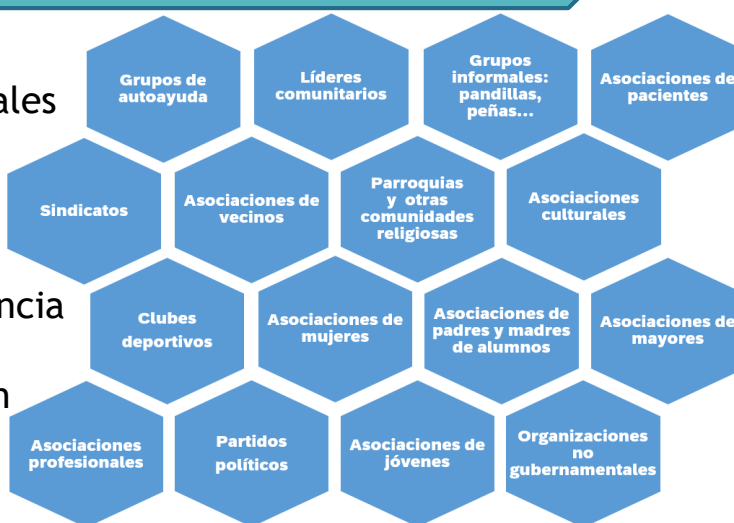 ales
ncia
n
Grupos de
autoayuda
Líderes
comunitarios
Grupos
informales:
pandillas,
peñas...
Asociaciones de
pacientes
Sindicatos
Asociaciones de
vecinos
Parroquias
y otras
comunidades
religiosas
Asociaciones
culturales
Clubes
deportivos
Asociaciones de
mujeres
Asociaciones de
padres y madres
de alumnos
Asociaciones de
mayores
Asociaciones
profesionales
Partidos
políticos
Asociaciones de
jóvenes
Organizaciones
no
gubernamentales